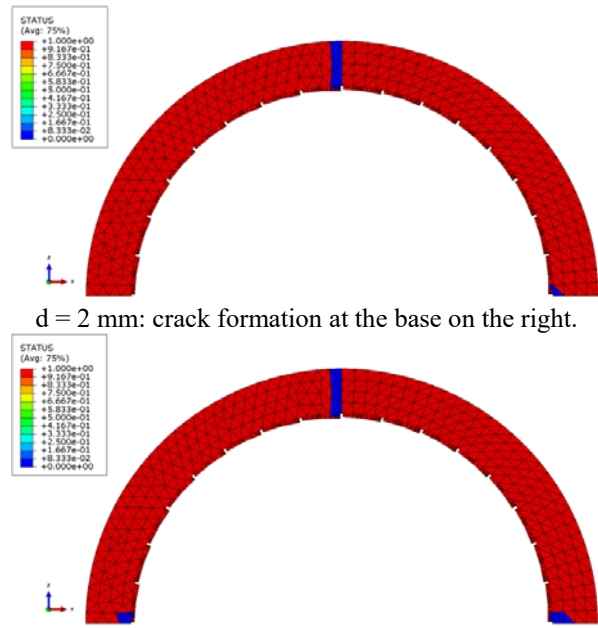 STATUS
(Avg: 75%)
+1.000e+00
+9.167e-01
+8.333e-01
+7.500e-01
+6.667e-01
+5.833e-01
+5.000e-01
+4.167e-01
+3.333e-01
+2.500e-01
+1.667e-01
+8.333e-02
+0.000e+00
z
x
d = 2 mm: crack formation at the base on the right.
STATUS
(Avg: 75%)
+1.000e+00
+9.167e-01
+8.333e-01
+7.500e-01
+6.667e-01
+5.833e-01
+5.000e-01
+4.167e-01
+3.333e-01
+2.500e-01
+1.667e-01
+8.333e-02
+0.000e+00
z
x